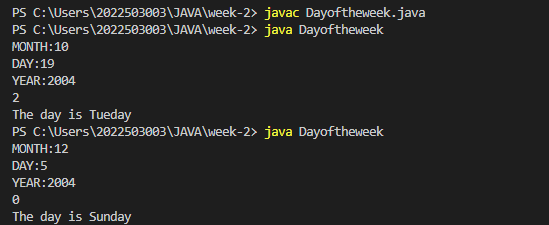 PS C:\Users\2022503003\JAVA\week-2> javac Dayoftheweek.java
PS C:\Users\2022503003\JAVA\week-2> java Dayoftheweek
MONTH:10
DAY:19
YEAR:2004
2
The day is Tueday
PS C:\Users\2022503003\JAVA\week-2> java Dayoftheweek
MONTH:12
DAY:5
YEAR:2004
0
The day is Sunday